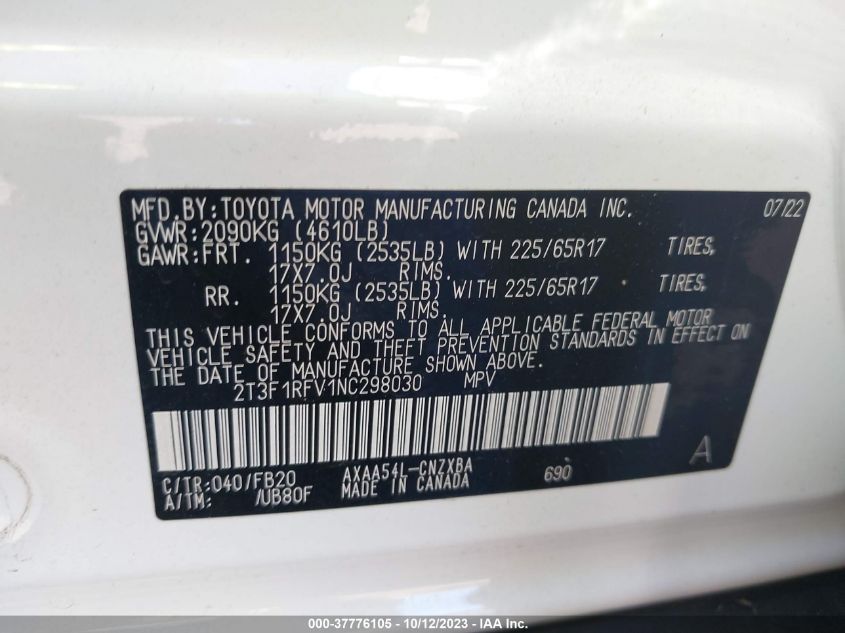 MFD.BY:TOYOTA MOTOR MANUFACTURING CANADA INC. 07/22
GVWR:2090KG (4610LB)
GAWR:FRT. 1150KG (2535LB) WITH 225/65R17 TIRES,
17X7.0J RIMS.
RR. 1150KG (2535LB) WITH 225/65R17 TIRES,
17X7.0J RIMS.
THIS VEHICLE CONFORMS TO ALL APPLICABLE FEDERAL MOTOR
VEHICLE SAFETY AND THEFT PREVENTION STANDARDS IN EFFECT ON
THE DATE OF MANUFACTURE SHOWN ABOVE.
2T3F1RFV1NC298030 MPV
A
C/TR:040/FB20 AXAA54L-CNZXBA 690
A/TM: /UB80F MADE IN CANADA
000-37776105 - 10/12/2023 - IAA Inc.